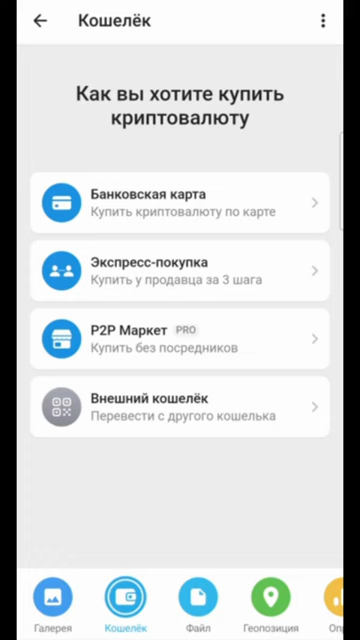 Кошелёк
Как вы хотите купить
криптовалюту
Банковская карта
Купить криптовалюту по карте
Экспресс-покупка
Купить у продавца за 3 шага
P2P Маркет PRO
Купить без посредников
Внешний кошелёк
Перевести с другого кошелька
Галерея Кошелёк Файл Геопозиция